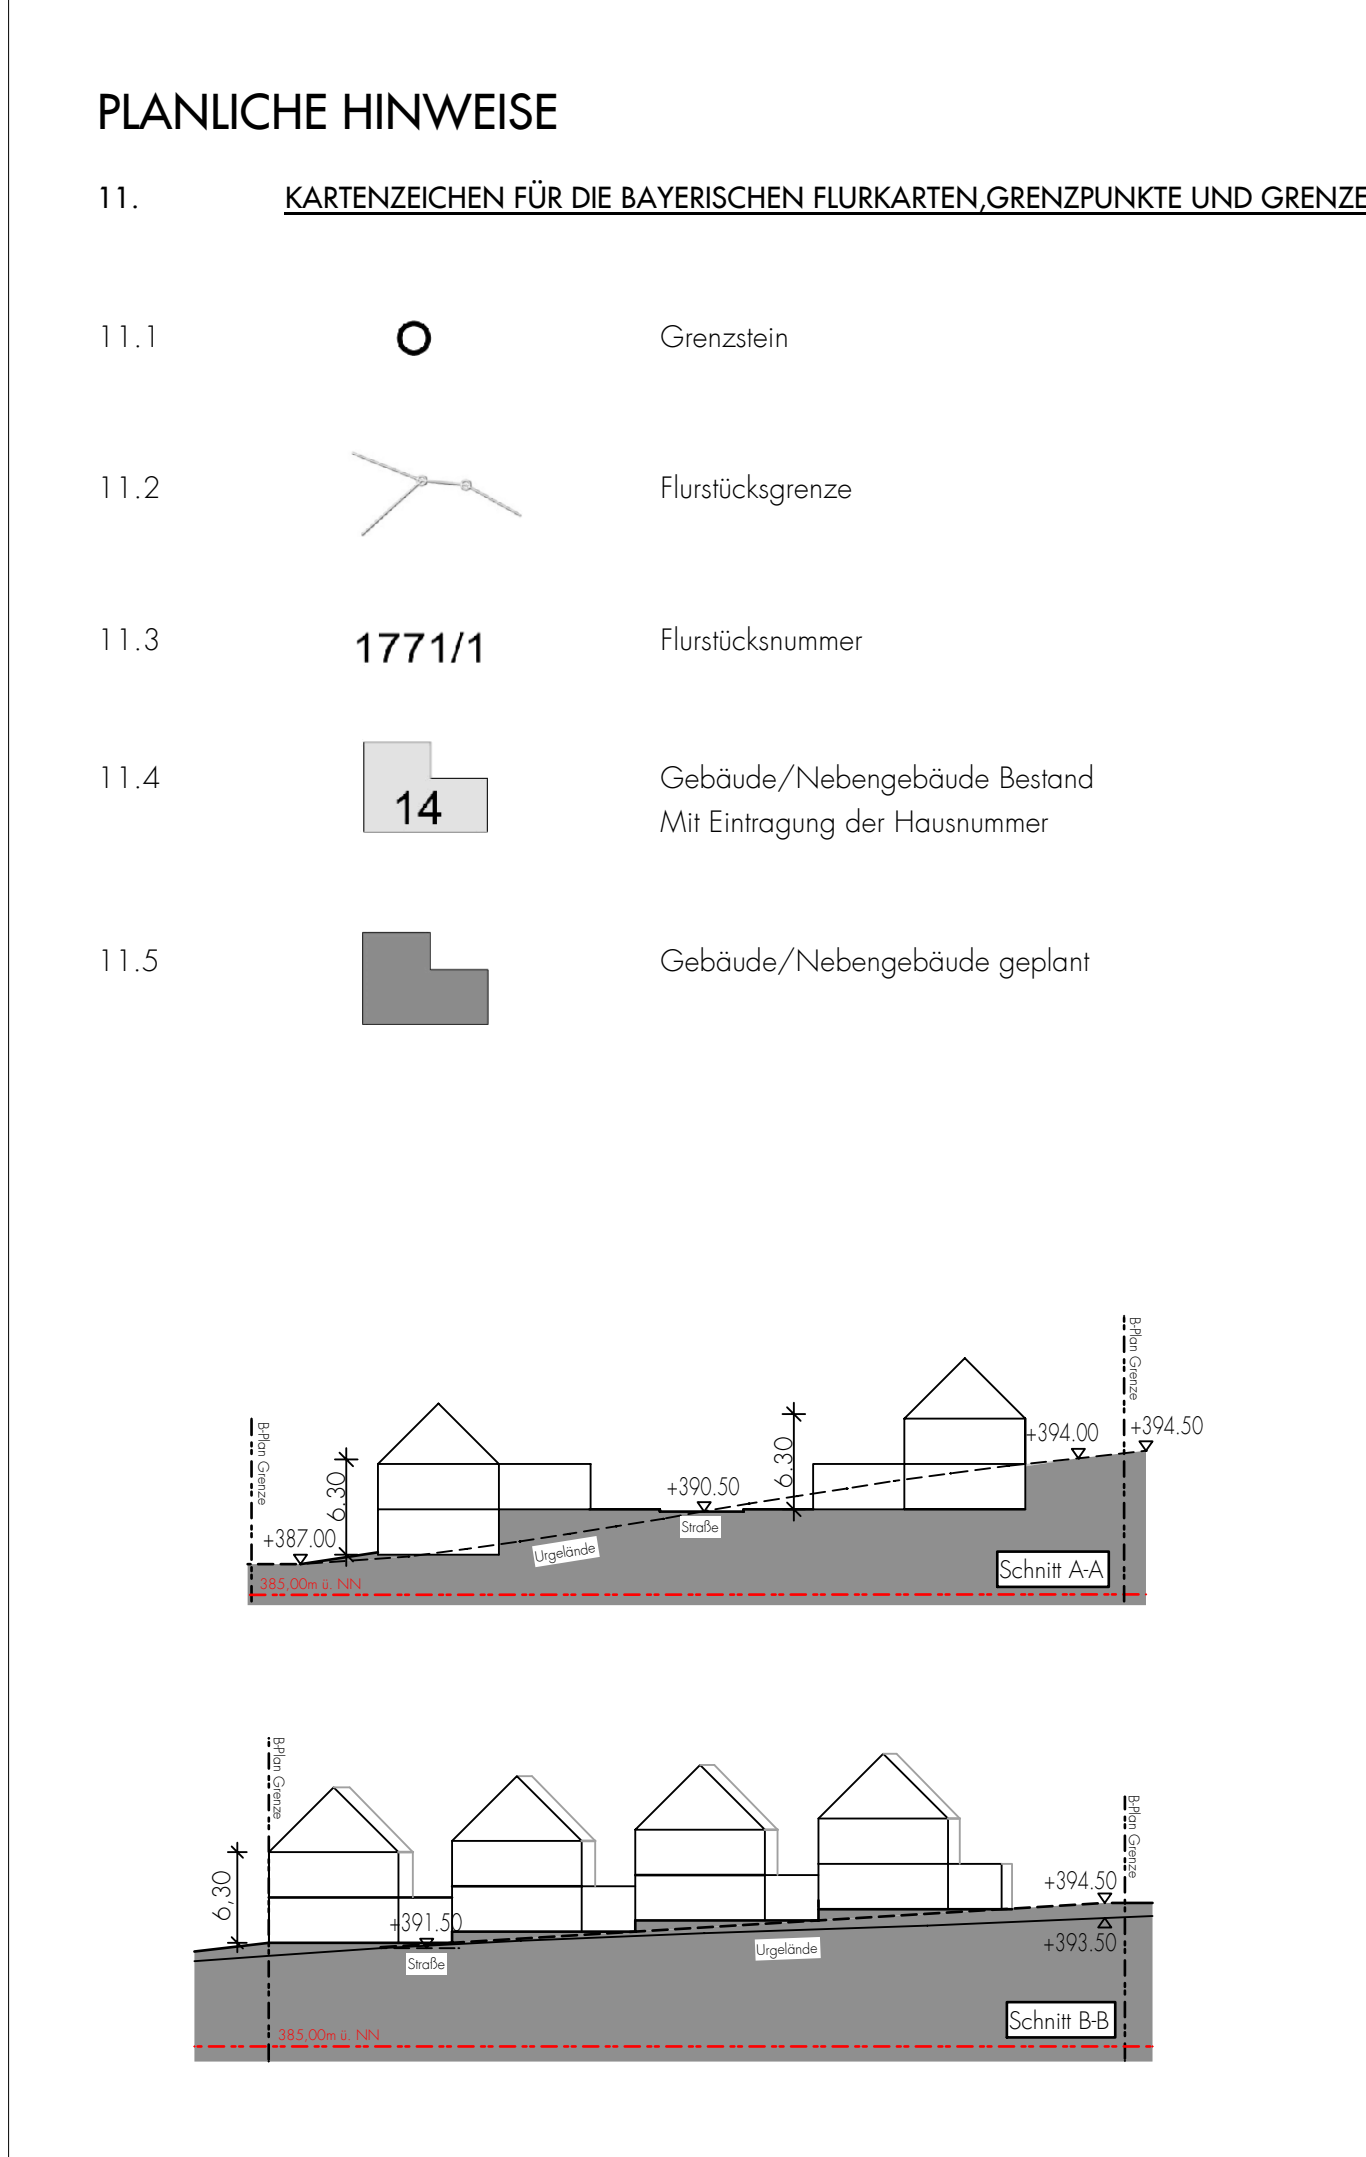 PLANLICHE HINWEISE
11. KARTENZEICHEN FÜR DIE BAYERISCHEN FLURKARTEN,GRENZPUNKTE UND GRENZE
11.1 Grenzstein
11.2 Flurstücksgrenze
11.3 1771/1 Flurstücksnummer
11.4 14 Gebäude/Nebengebäude Bestand
Mit Eintragung der Hausnummer
11.5 Gebäude/Nebengebäude geplant
B-Plan Grenze
B-Plan Grenze
6.30
6.30
+387.00
+390.50
+394.00
+394.50
Straße
Urgelände
Schnitt A-A
385,00m ü. NN
B-Plan Grenze
B-Plan Grenze
6,30
+391.50
+394.50
+393.50
Straße
Urgelände
Schnitt B-B
385,00m ü. NN